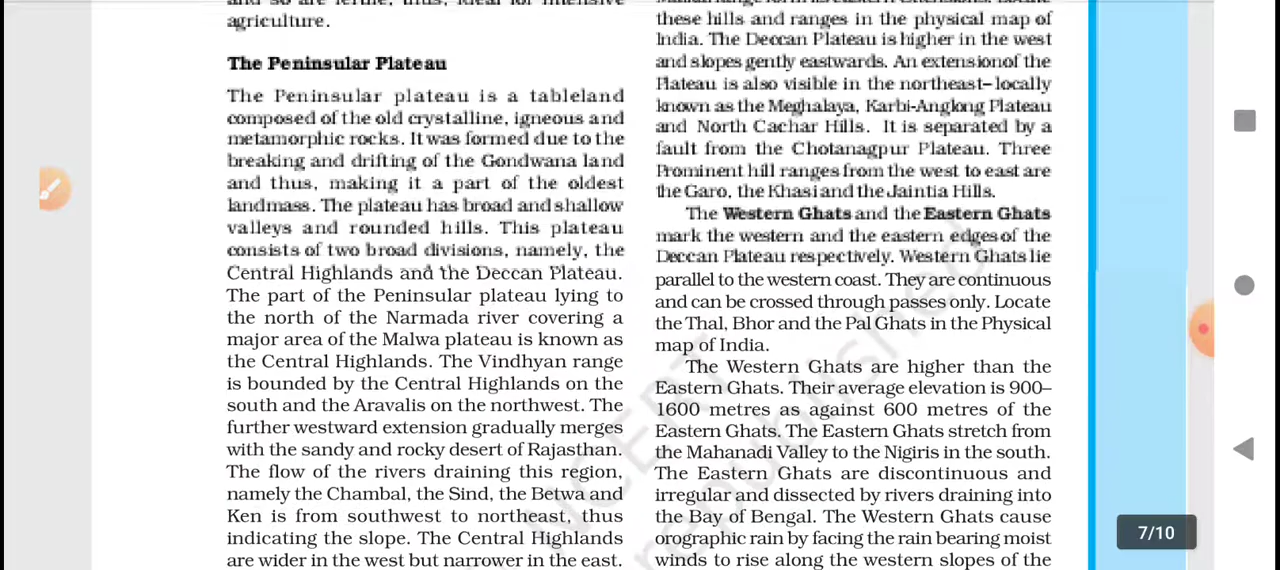 and so are fertile, thus, ideal for intensive
agriculture.
The Peninsular Plateau
The Peninsular plateau is a tableland
composed of the old crystalline, igneous and
metamorphic rocks. It was formed due to the
breaking and drifting of the Gondwana land
and thus, making it a part of the oldest
landmass. The plateau has broad and shallow
valleys and rounded hills. This plateau
consists of two broad divisions, namely, the
Central Highlands and the Deccan Plateau.
The part of the Peninsular plateau lying to
the north of the Narmada river covering a
major area of the Malwa plateau is known as
the Central Highlands. The Vindhyan range
is bounded by the Central Highlands on the
south and the Aravalis on the northwest. The
further westward extension gradually merges
with the sandy and rocky desert of Rajasthan.
The flow of the rivers draining this region,
namely the Chambal, the Sind, the Betwa and
Ken is from southwest to northeast, thus
indicating the slope. The Central Highlands
are wider in the west but narrower in the east.
these hills and ranges in the physical map of
India. The Deccan Plateau is higher in the west
and slopes gently eastwards. An extension of the
Plateau is also visible in the northeast– locally
known as the Meghalaya, Karbi-Anglong Plateau
and North Cachar Hills. It is separated by a
fault from the Chotanagpur Plateau. Three
Prominent hill ranges from the west to east are
the Garo, the Khasi and the Jaintia Hills.
The Western Ghats and the Eastern Ghats
mark the western and the eastern edges of the
Deccan Plateau respectively. Western Ghats lie
parallel to the western coast. They are continuous
and can be crossed through passes only. Locate
the Thal, Bhor and the Pal Ghats in the Physical
map of India.
The Western Ghats are higher than the
Eastern Ghats. Their average elevation is 900–
1600 metres as against 600 metres of the
Eastern Ghats. The Eastern Ghats stretch from
the Mahanadi Valley to the Nigiris in the south.
The Eastern Ghats are discontinuous and
irregular and dissected by rivers draining into
the Bay of Bengal. The Western Ghats cause
orographic rain by facing the rain bearing moist
winds to rise along the western slopes of the
NCERT
republished
7/10